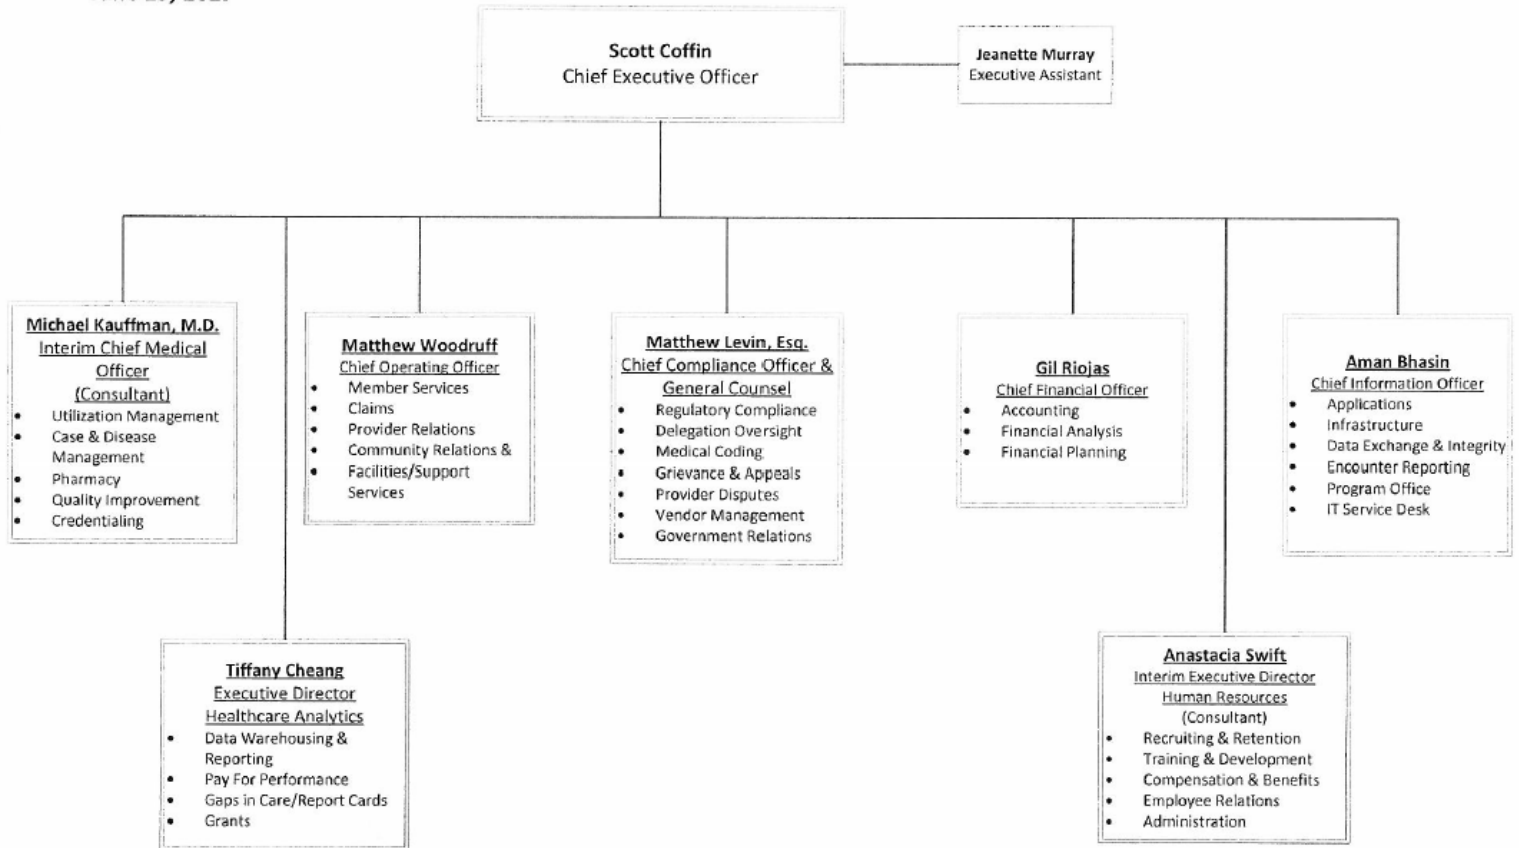 Scott Coffin
Chief Executive Officer
Jeanette Murray
Executive Assistant
Michael Kauffman, M.D.
Interim Chief Medical
Officer
(Consultant)
• Utilization Management
• Case & Disease
Management
• Pharmacy
• Quality Improvement
• Credentialing
Matthew Woodruff
Chief Operating Officer
• Member Services
• Claims
• Provider Relations
• Community Relations &
• Facilities/Support
Services
Matthew Levin, Esq.
Chief Compliance Officer &
General Counsel
• Regulatory Compliance
• Delegation Oversight
• Medical Coding
• Grievance & Appeals
• Provider Disputes
• Vendor Management
• Government Relations
Gil Riojas
Chief Financial Officer
• Accounting
• Financial Analysis
• Financial Planning
Aman Bhasin
Chief Information Officer
• Applications
• Infrastructure
• Data Exchange & Integrity
• Encounter Reporting
• Program Office
• IT Service Desk
Tiffany Cheang
Executive Director
Healthcare Analytics
• Data Warehousing &
Reporting
• Pay For Performance
• Gaps in Care/Report Cards
• Grants
Anastacia Swift
Interim Executive Director
Human Resources
(Consultant)
• Recruiting & Retention
• Training & Development
• Compensation & Benefits
• Employee Relations
• Administration